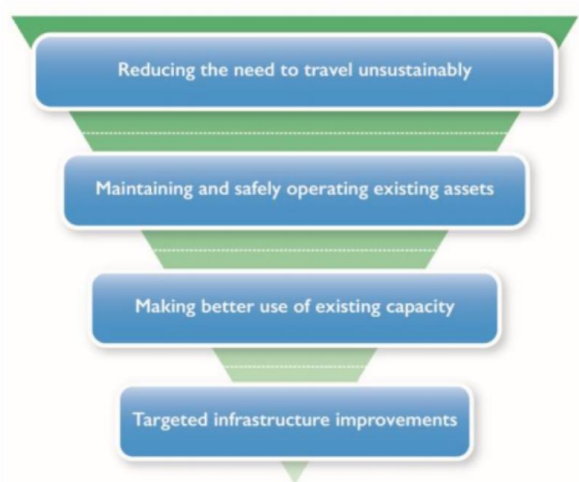 Reducing the need to travel unsustainably
Maintaining and safely operating existing assets
Making better use of existing capacity
Targeted infrastructure improvements